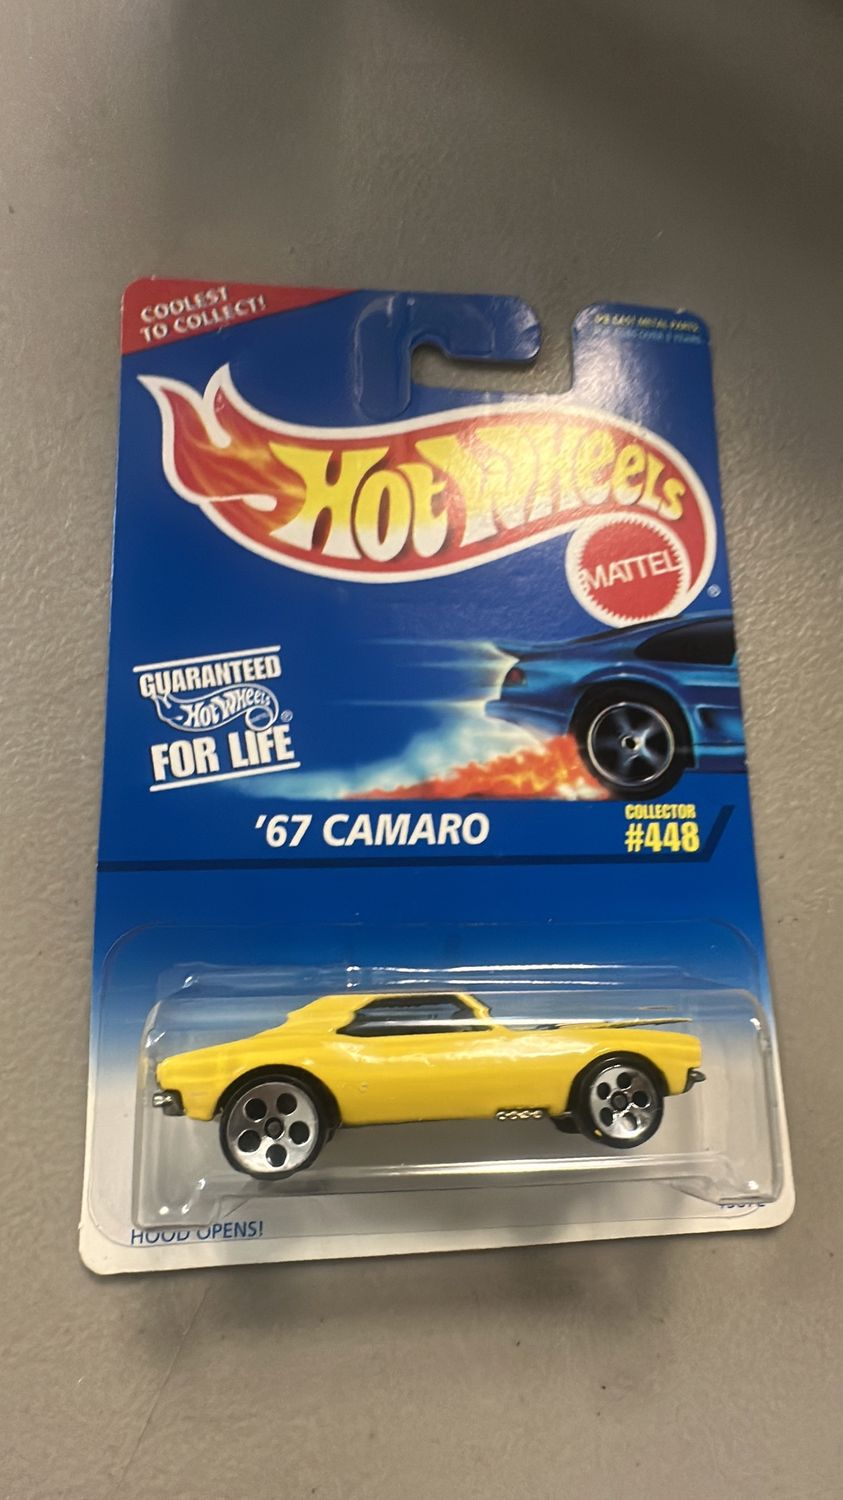 COOLEST
TO COLLECT!
HOT WHEELS
MATTEL
®
GUARANTEED
HOT WHEELS
®
FOR LIFE
'67 CAMARO
COLLECTOR
#448
HOOD OPENS!